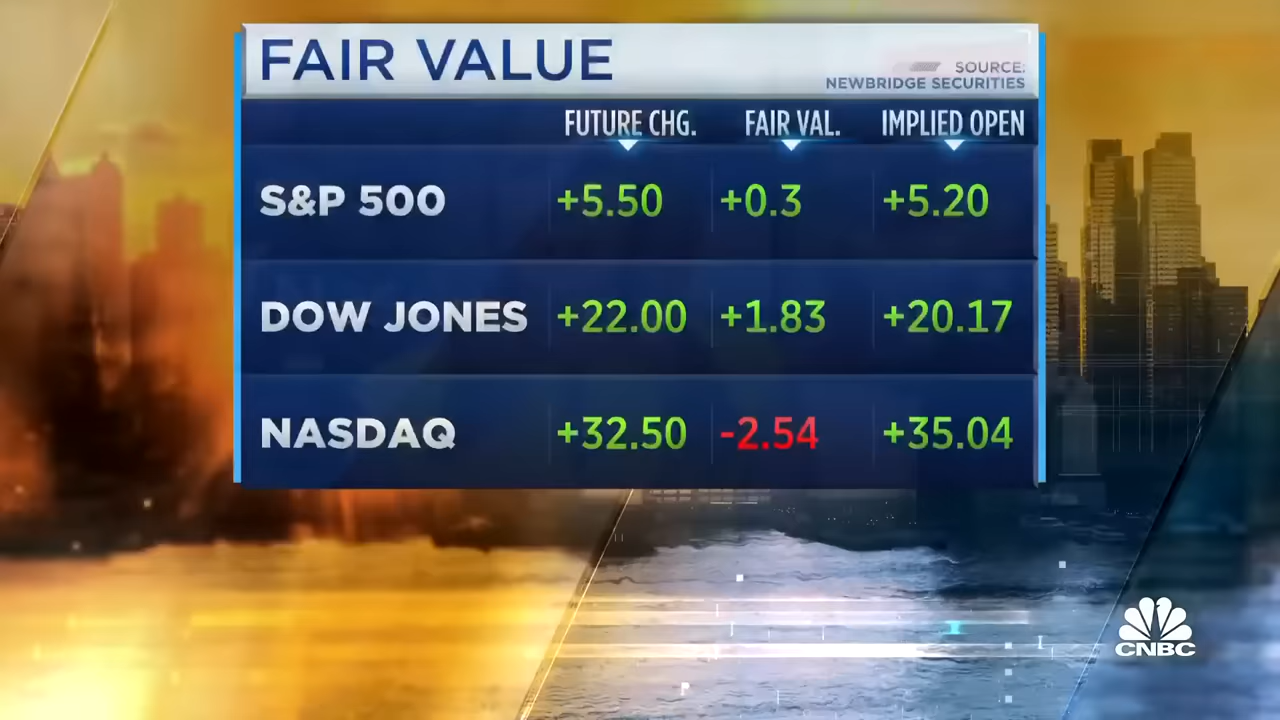 FAIR VALUE
SOURCE:
NEWBRIDGE SECURITIES
FUTURE CHG. FAIR VAL. IMPLIED OPEN
S&P 500 +5.50 +0.3 +5.20
DOW JONES +22.00 +1.83 +20.17
NASDAQ +32.50 -2.54 +35.04
CNBC